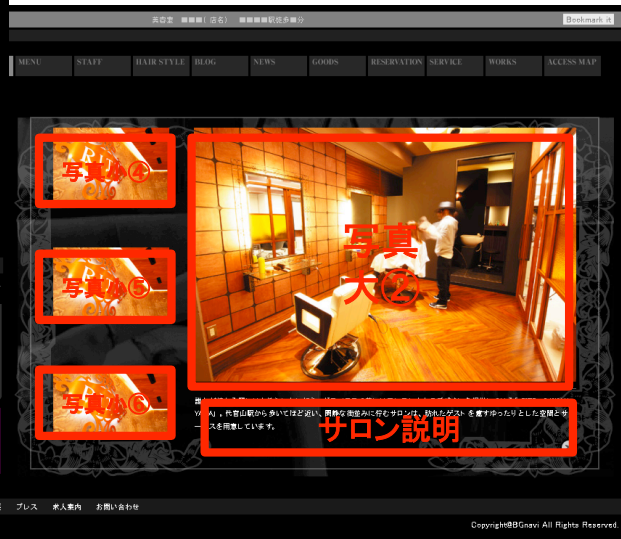 美容室 ■■■( 店名) ■■■■駅徒歩■分
Bookmark it
MENU STAFF HAIR STYLE BLOG NEWS GOODS RESERVATION SERVICE WORKS ACCESS MAP
写真小④
写真大②
写真小⑤
写真小⑥
YAMA」。代官山駅から歩いてほど近い、閑静な街並みに佇むサロンは、訪れたゲストを癒すゆったりとした空間とサ
ービスを用意しています。
サロン説明
プレス 求人案内 お問い合わせ
Copyright@BGnavi All Rights Reserved.